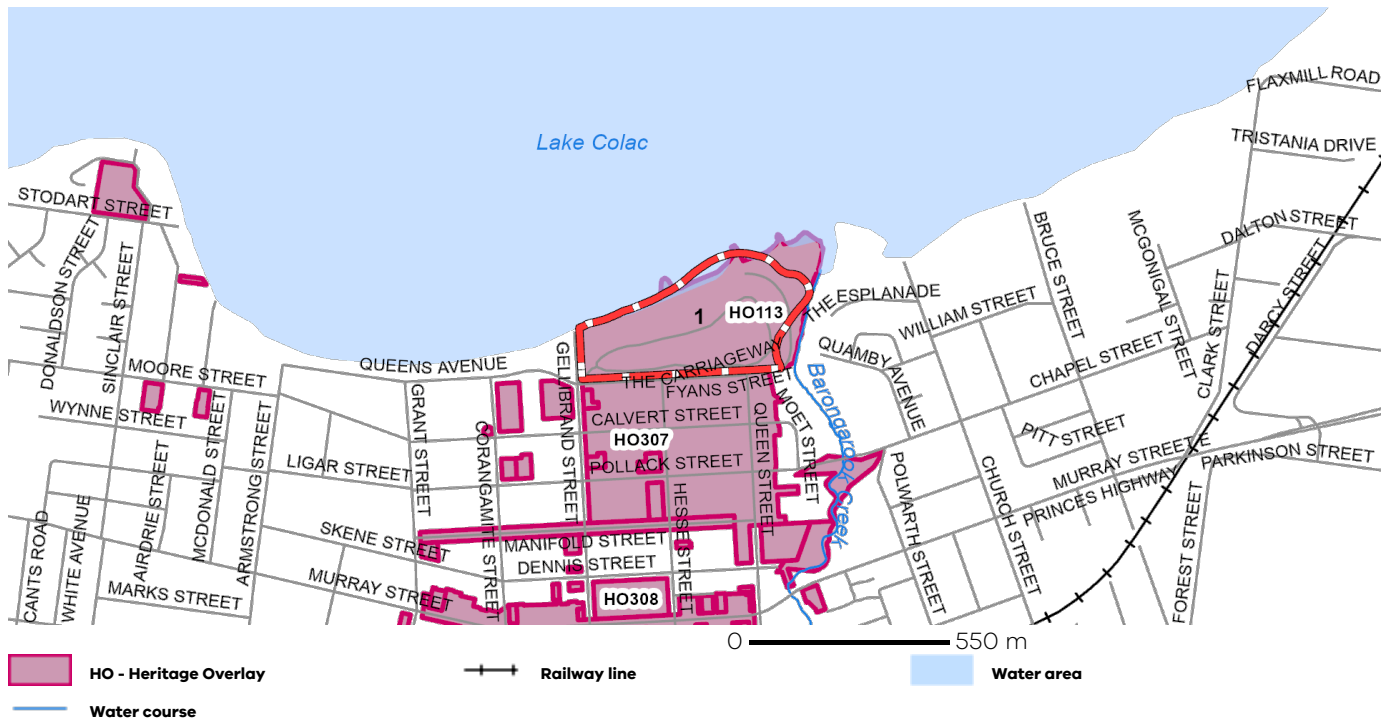 FLAXMILL ROAD
TRISTANIA DRIVE
Lake Colac
STODART STREET
DONALDSON STREET
SINCLAIR STREET
BRUCE STREET
MCGONIGAL STREET
DALTON STREET
CLARK STREET
DARCY STREET
THE ESPLANADE
WILLIAM STREET
1
HO113
QUAMBY AVENUE
CHAPEL STREET
MOORE STREET
QUEENS AVENUE
GELLIBRAND STREET
THE CARRIAGEWAY
FYANS STREET
WYNNE STREET
GRANT STREET
CORANGAMITE STREET
CALVERT STREET
HO307
POLLACK STREET
QUEEN STREET
MOET STREET
Barongarook Creek
PITT STREET
MURRAY STREET E
PARKINSON STREET
PRINCES HIGHWAY
LIGAR STREET
AIRDRIE STREET
MCDONALD STREET
ARMSTRONG STREET
HESSE STREET
POLWARTH STREET
CHURCH STREET
FOREST STREET
CANTS ROAD
WHITE AVENUE
SKENE STREET
MANIFOLD STREET
DENNIS STREET
MURRAY STREET
MARKS STREET
HO308
0 550 m
HO - Heritage Overlay
Railway line
Water area
Water course